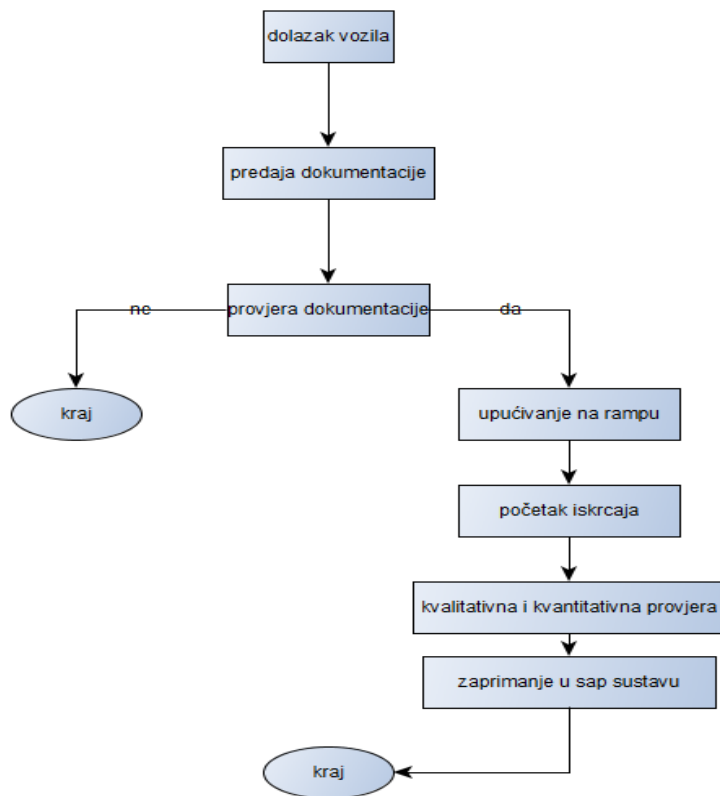 dolazak vozila
predaja dokumentacije
ne
provjera dokumentacije
da
kraj
upućivanje na rampu
početak iskrcaja
kvalitativna i kvantitativna provjera
zaprimanje u sap sustavu
kraj